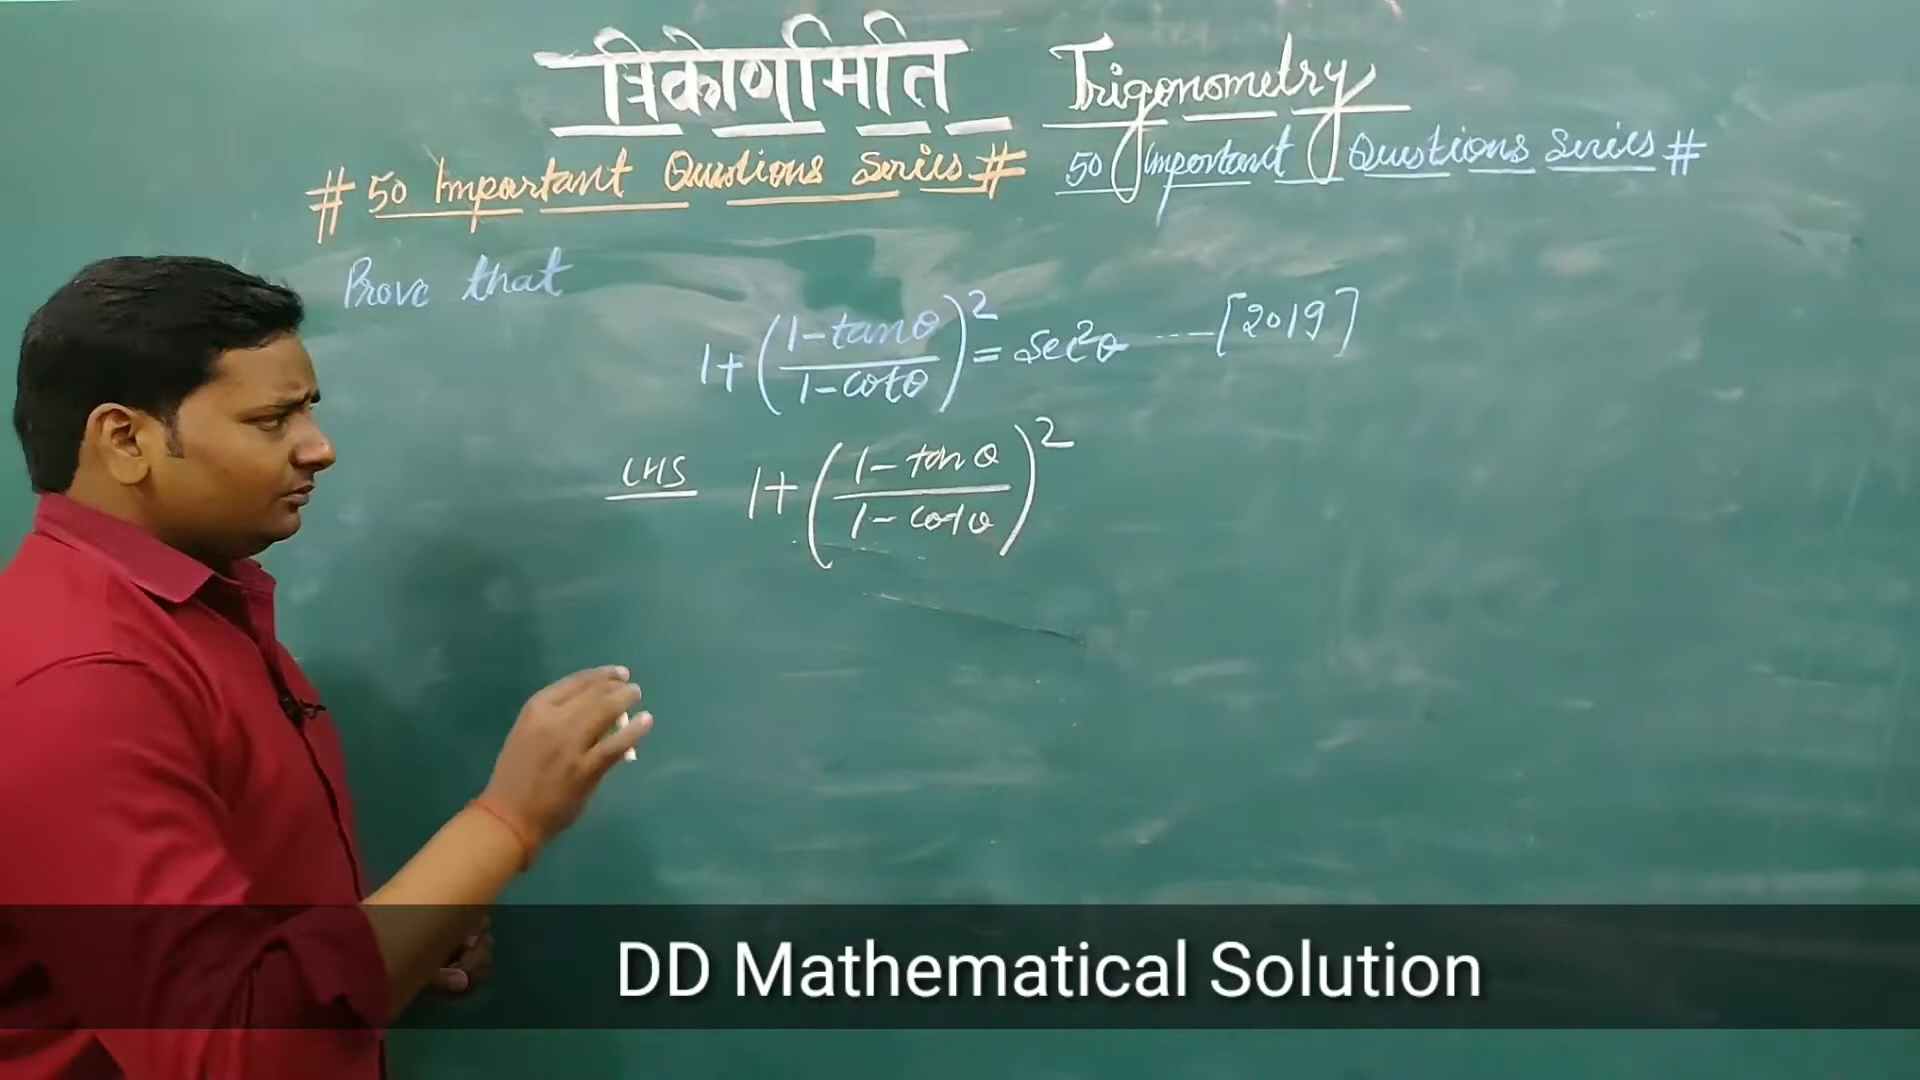 त्रिकोणमिति Trigonometry
# 50 Important Questions Series # 50 Important Questions Series #
Prove that
1+(1-tanθ/1-cotθ)²=sec²θ ---[2019]
LHS 1+(1-tanθ/1-cotθ)²
DD Mathematical Solution